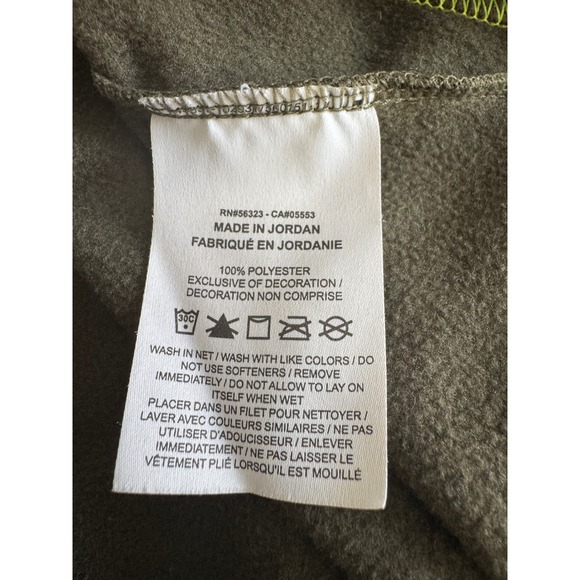 RN#56323 - CA#05553
MADE IN JORDAN
FABRIQUÉ EN JORDANIE
100% POLYESTER
EXCLUSIVE OF DECORATION /
DECORATION NON COMPRISE
30C
WASH IN NET / WASH WITH LIKE COLORS / DO
NOT USE SOFTENERS / REMOVE
IMMEDIATELY / DO NOT ALLOW TO LAY ON
ITSELF WHEN WET
PLACER DANS UN FILET POUR NETTOYER /
LAVER AVEC COULEURS SIMILAIRES / NE PAS
UTILISER D'ADOUCISSEUR / ENLEVER
IMMEDIATEMENT / NE PAS LAISSER LE
VÊTEMENT PLIÉ LORSQU'IL EST MOUILLÉ